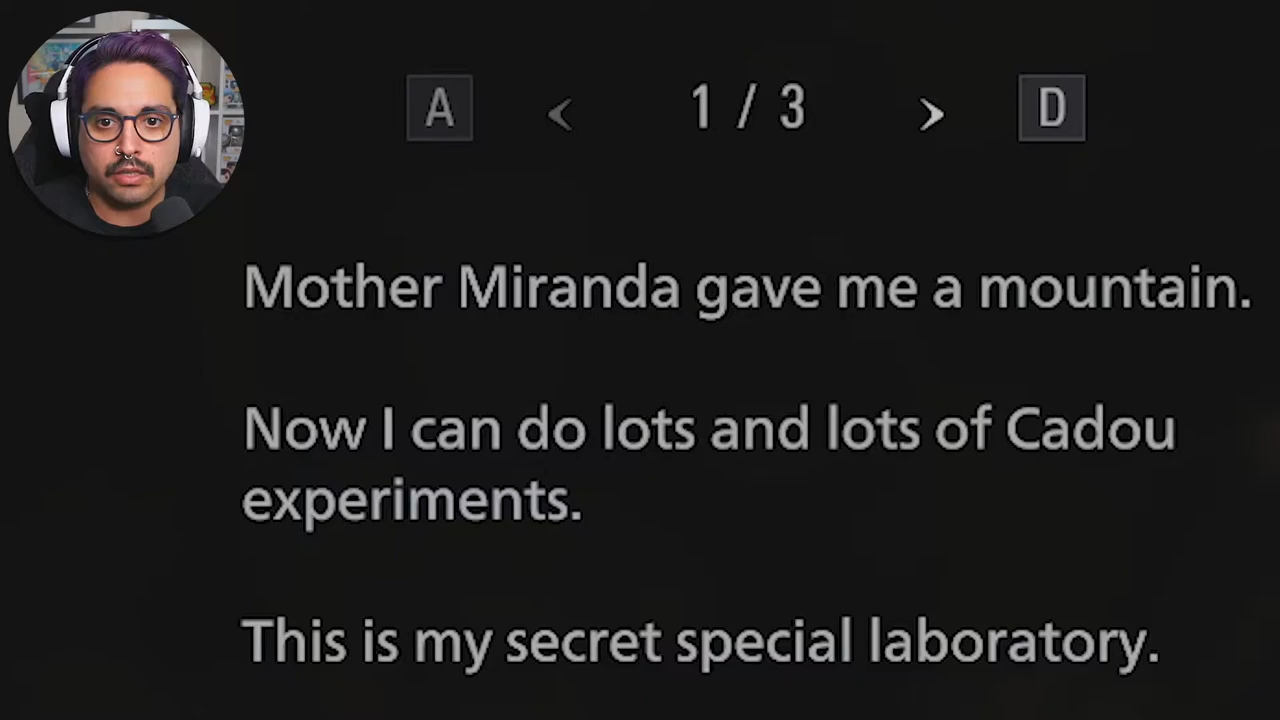 A < 1 / 3 > D
Mother Miranda gave me a mountain.
Now I can do lots and lots of Cadou
experiments.
This is my secret special laboratory.